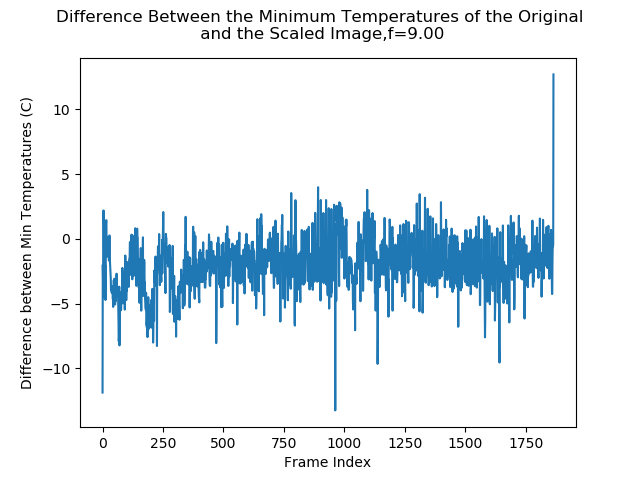 Difference Between the Minimum Temperatures of the Original
and the Scaled Image,f=9.00
10
5
0
−5
−10
Difference between Min Temperatures (C)
0 250 500 750 1000 1250 1500 1750
Frame Index